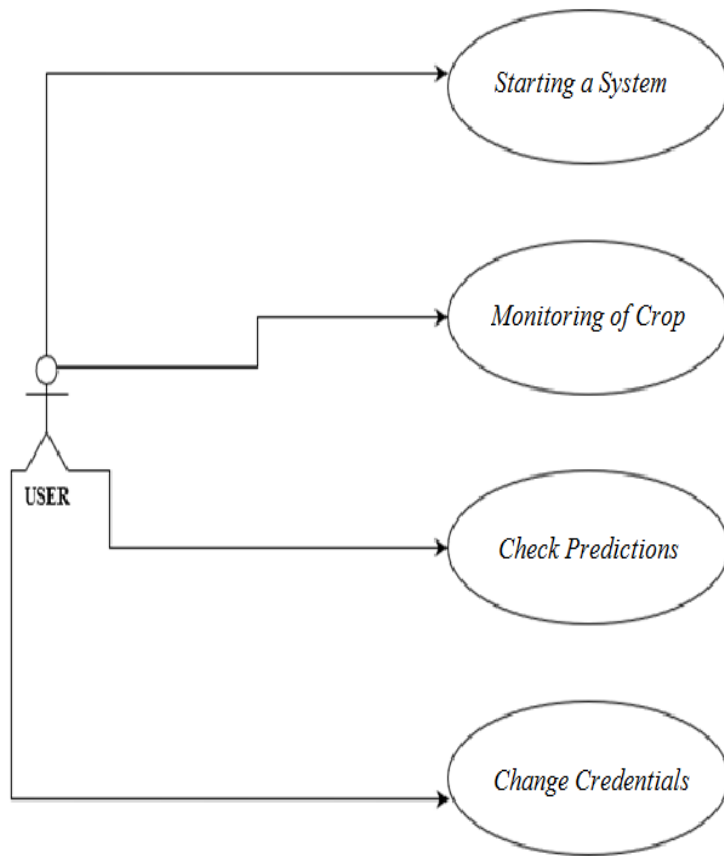 Starting a System
Monitoring of Crop
USER
Check Predictions
Change Credentials